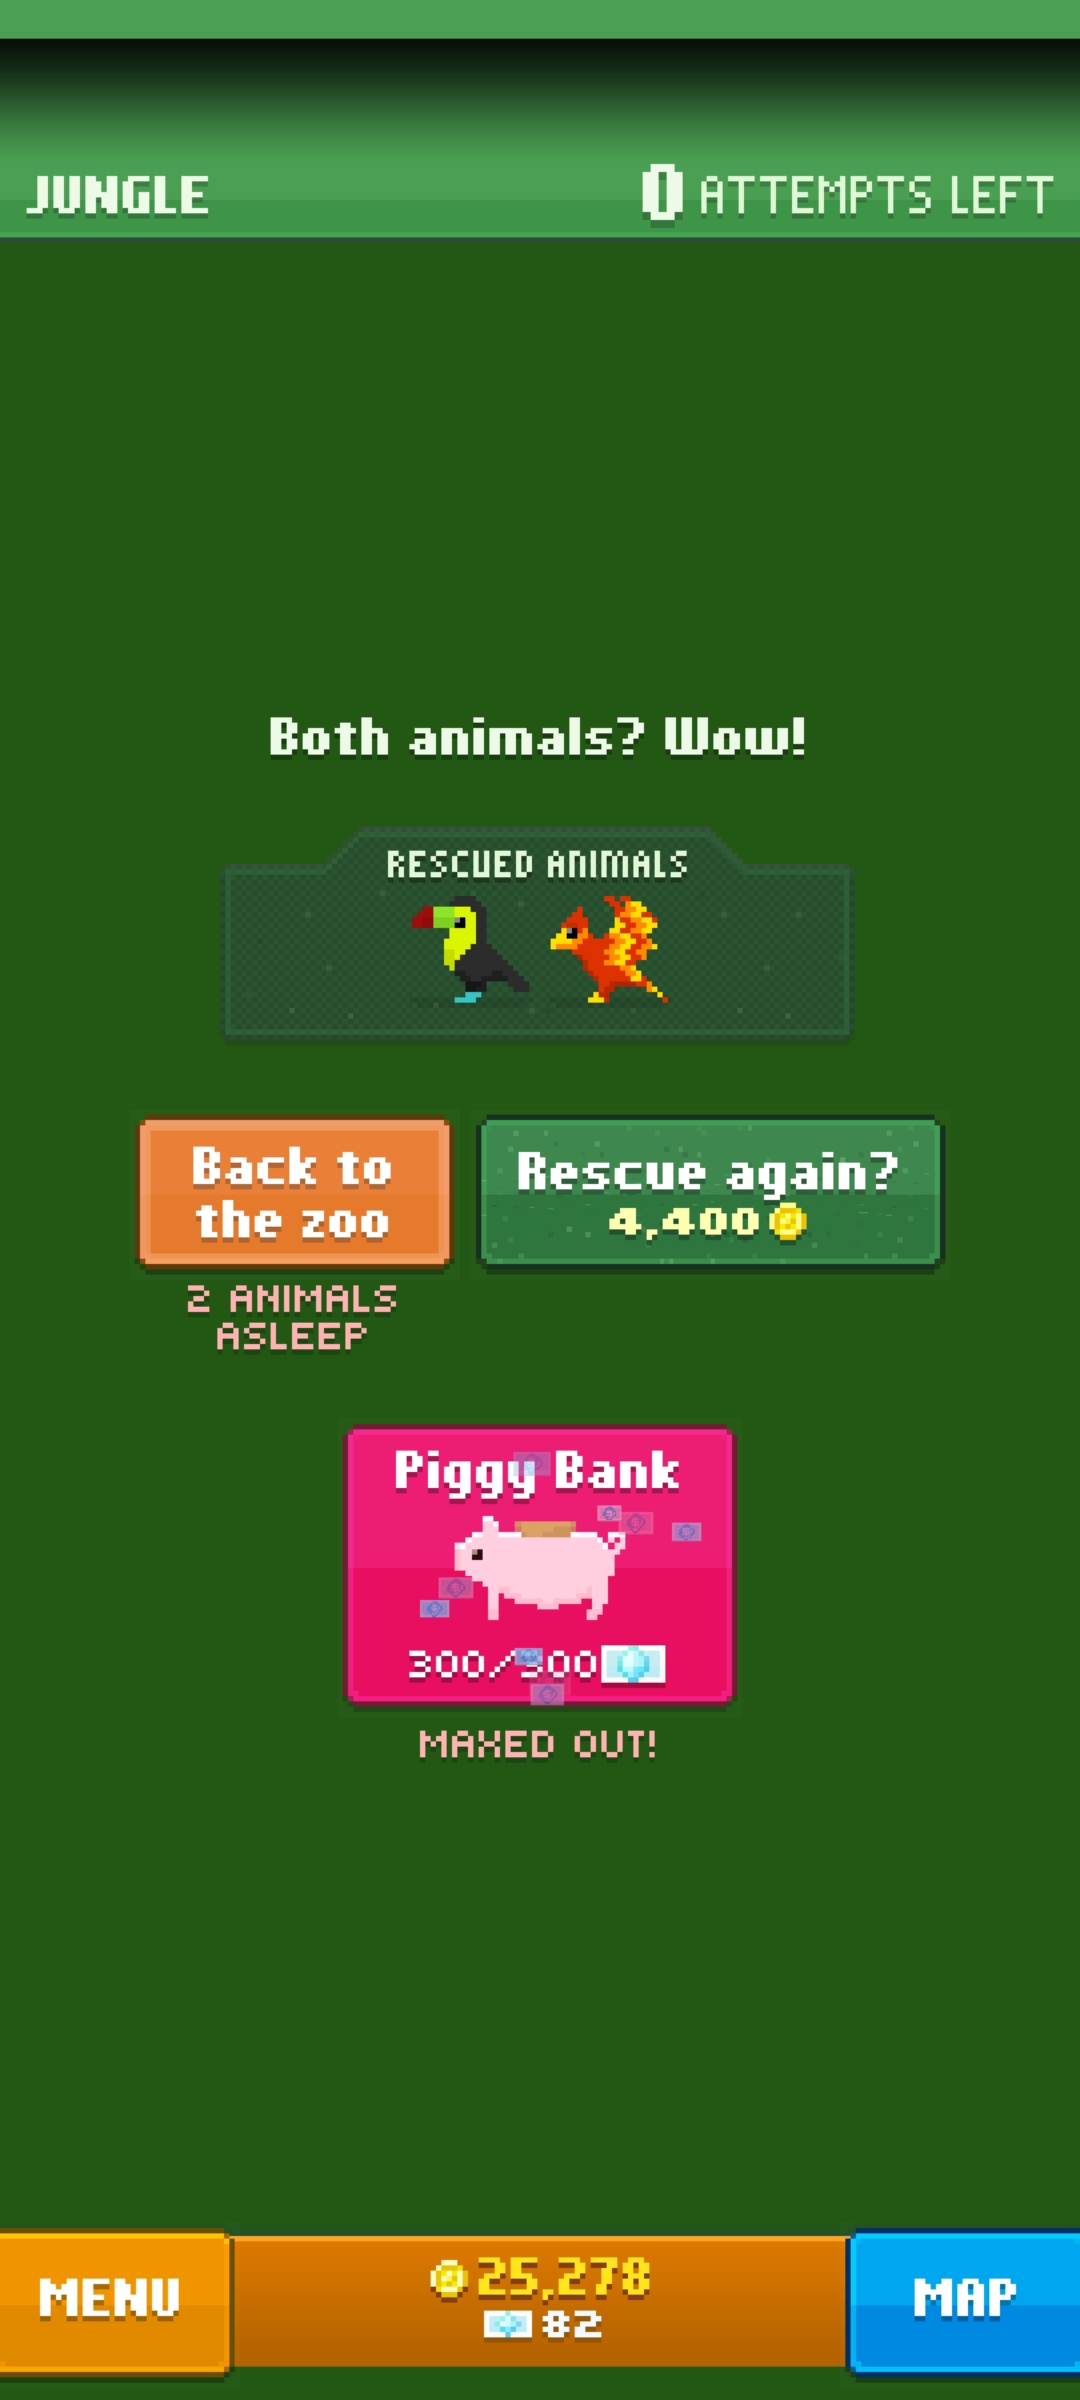 JUNGLE
0 ATTEMPTS LEFT
Both animals? Wow!
RESCUED ANIMALS
Back to
the zoo
Rescue again?
4,400
2 ANIMALS
ASLEEP
Piggy Bank
300/300
MAXED OUT!
MENU
25,278
82
MAP